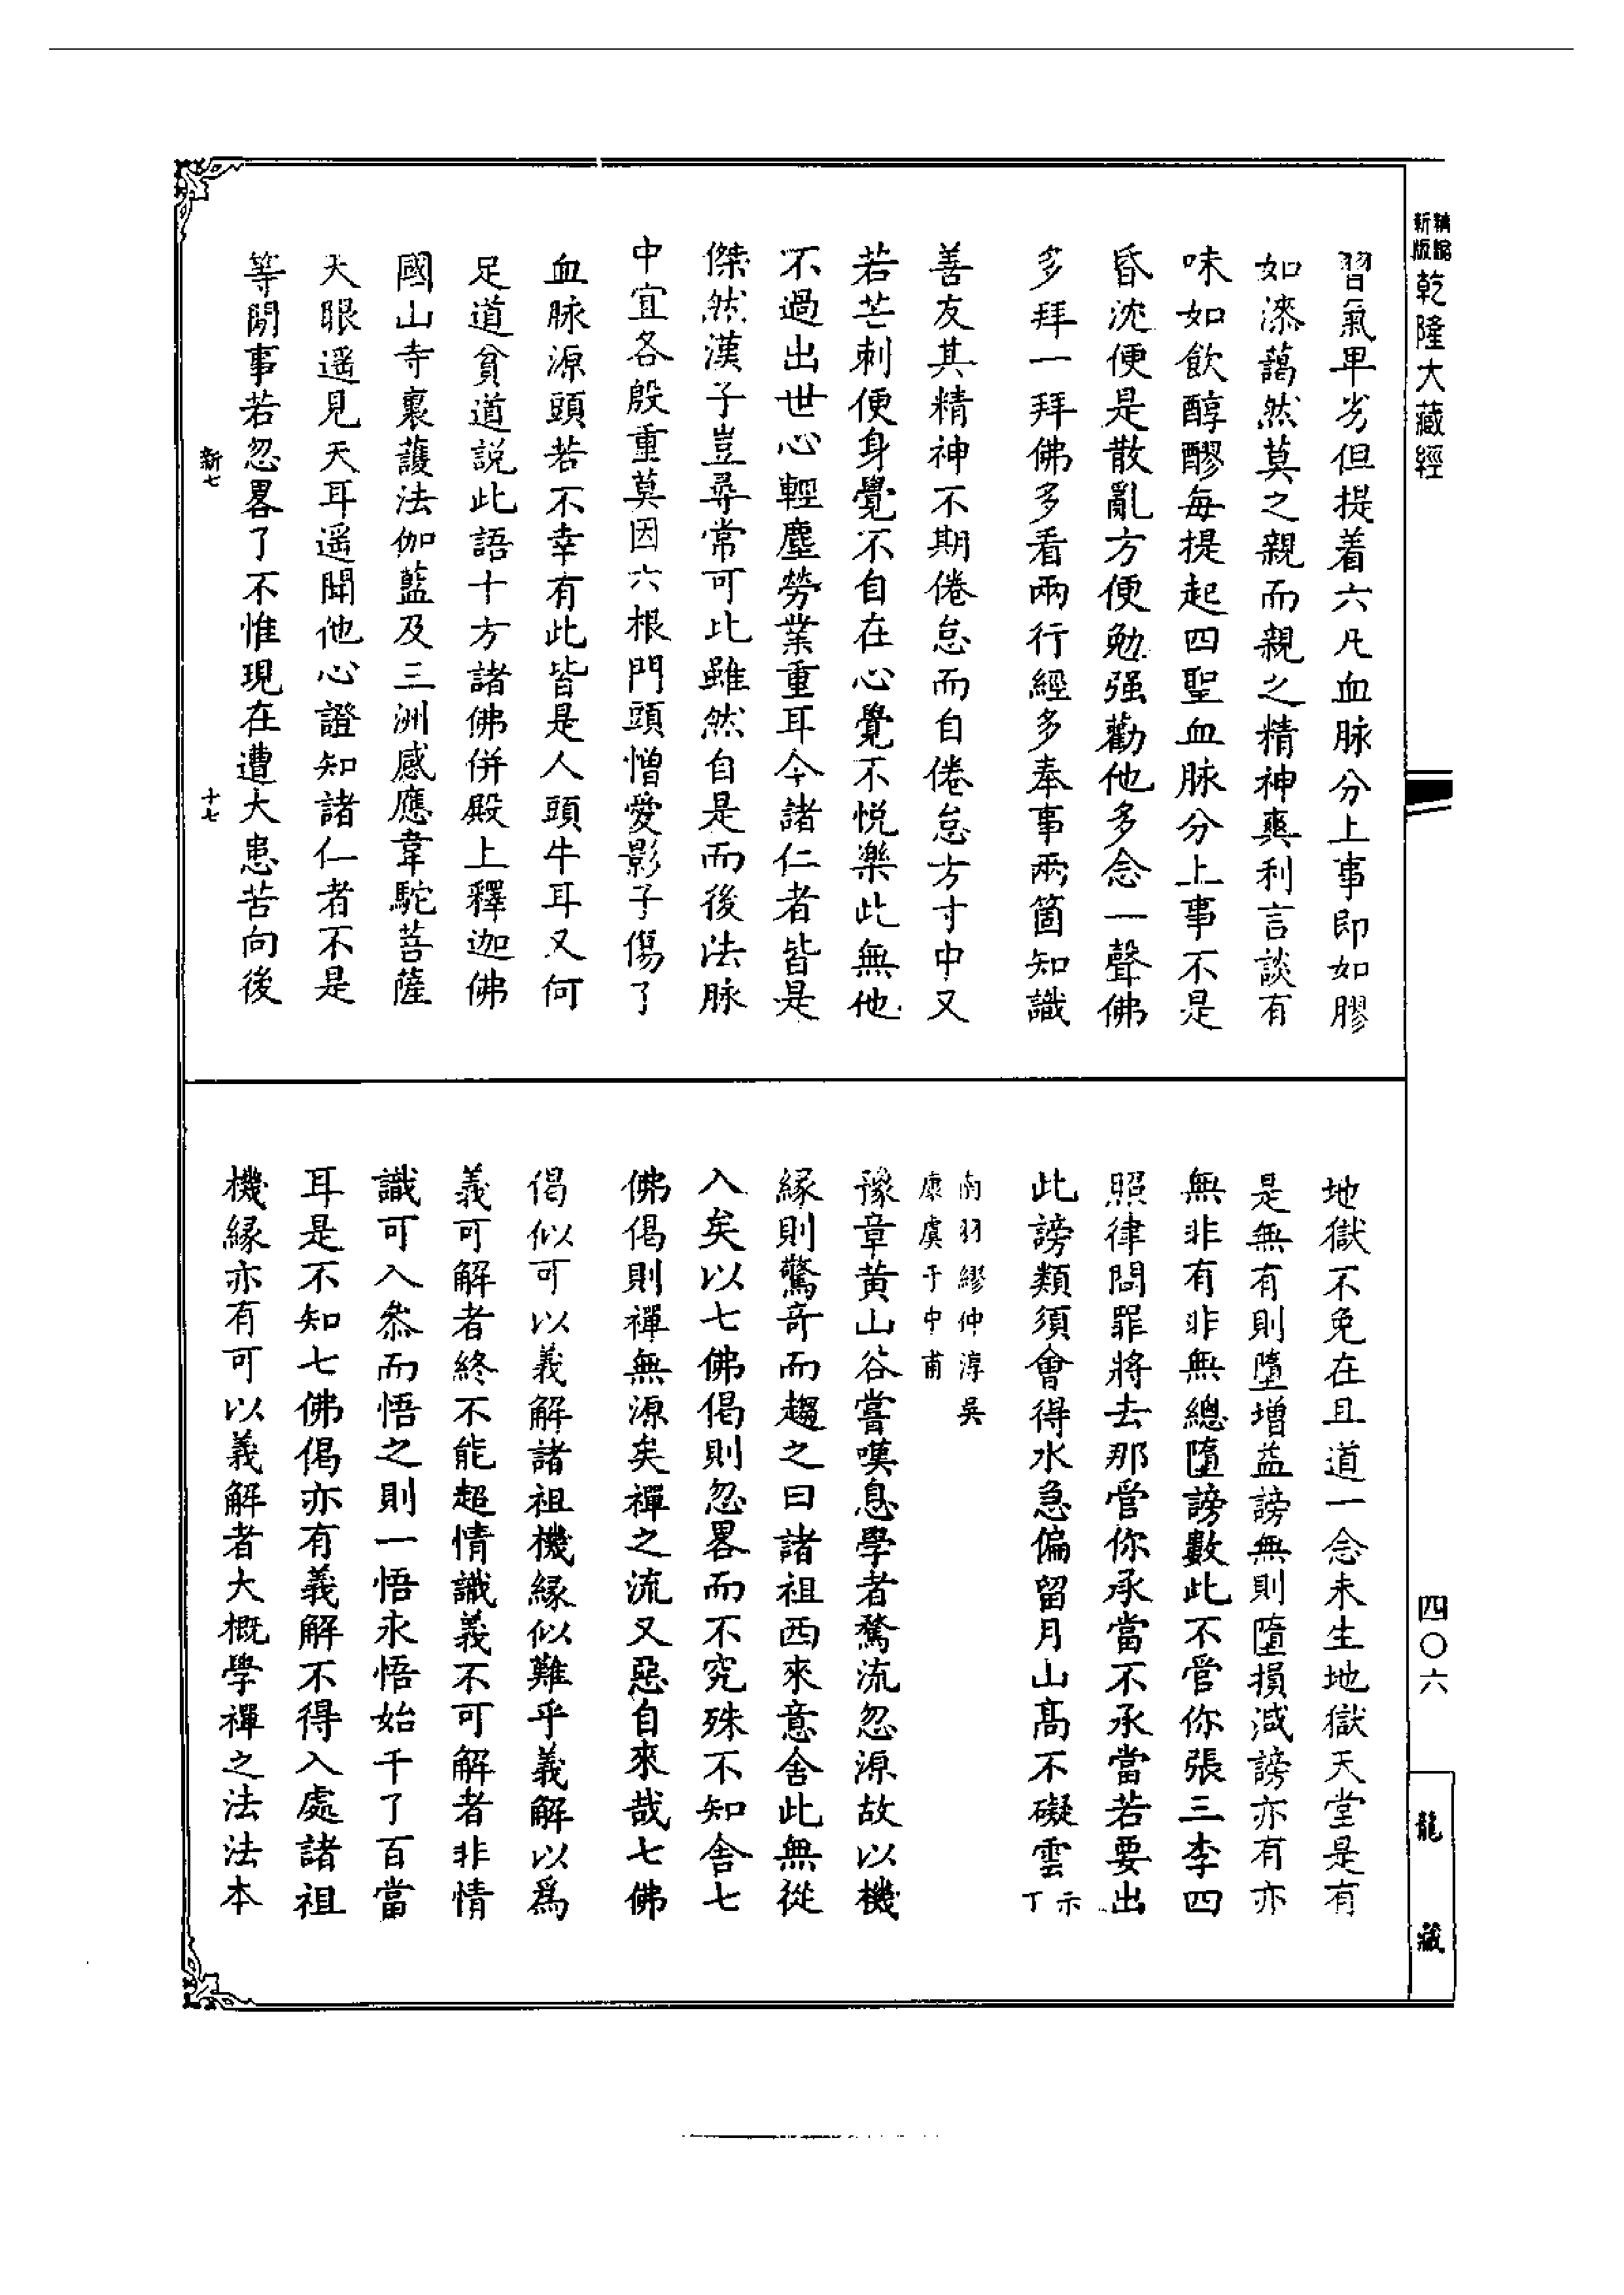 新版
精縮
乾隆大藏經
習氣卑劣但提着六凡血脉分上事即如膠
如漆藹然莫之親而親之精神爽利言談有
味如飲醇醪每提起四聖血脉分上事不是
昏沈便是散亂方便勉强勸他多念一聲佛
多拜一拜佛多看兩行經多奉事兩箇知識
善友其精神不期倦怠而自倦怠方寸中又
若芒刺便身覺不自在心覺不悦樂此無他
不過出世心輕塵勞業重耳今諸仁者皆是
傑然漢子豈尋常可比雖然自是而後法脉
中宜各殷重莫因六根門頭憎愛影子傷了
血脉源頭若不幸有此皆是人頭牛耳又何
足道貧道説此語十方諸佛併殿上釋迦佛
國山寺裏護法伽藍及三洲感應韋駝菩薩
天眼遥見天耳遥聞他心證知諸仁者不是
等閒事若忽畧了不惟現在遭大患苦向後
新七
十七
地獄不免在且道一念未生地獄天堂是有
是無有則墮增益謗無則墮損減謗亦有亦
無非有非無總墮謗數此不管你張三李四
照律問罪將去那管你承當不承當若要出
此謗類須會得水急偏留月山髙不礙雲示
丁
南羽繆仲淳吳
康虞于中甫
豫章黄山谷嘗嘆息學者騖流忽源故以機
縁則驚竒而趨之曰諸祖西來意舍此無從
入矣以七佛偈則忽畧而不究殊不知舍七
佛偈則禪無源矣禪之流又惡自來哉七佛
偈似可以義解諸祖機縁似難乎義解以爲
義可解者終不能超情識義不可解者非情
識可入叅而悟之則一悟永悟始千了百當
耳是不知七佛偈亦有義解不得入處諸祖
機縁亦有可以義解者大概學禪之法法本
四〇六
龍藏